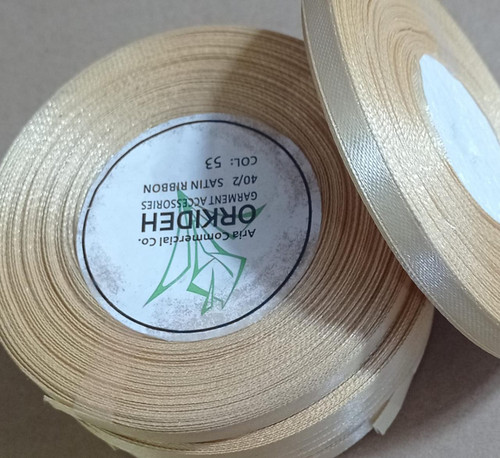 Aria Commercial Co.
ORKIDEH
GARMENT ACCESSORIES
40/2 SATIN RIBBON
COL: 53